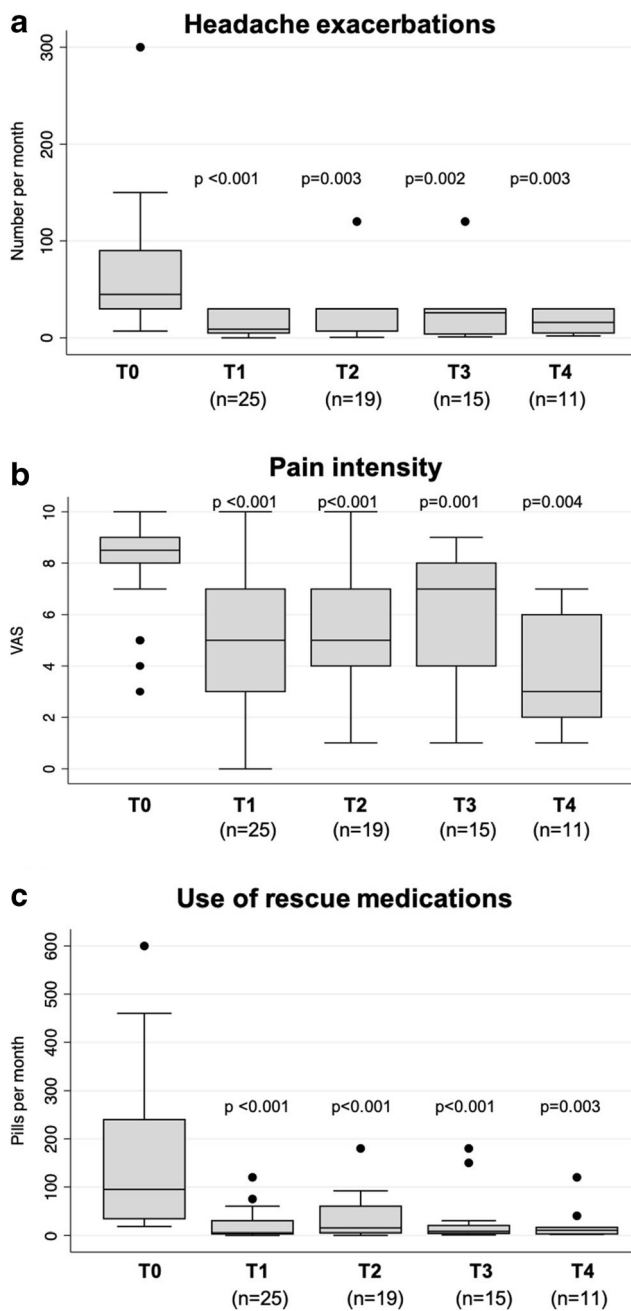 a
Headache exacerbations
300
200
100
0
Number per month
p <0.001 p=0.003 p=0.002 p=0.003
T0 T1 T2 T3 T4
(n=25) (n=19) (n=15) (n=11)
b
Pain intensity
10
8
6
4
2
0
VAS
p <0.001 p<0.001 p=0.001 p=0.004
T0 T1 T2 T3 T4
(n=25) (n=19) (n=15) (n=11)
c
Use of rescue medications
600
500
400
300
200
100
0
Pills per month
p <0.001 p<0.001 p<0.001 p=0.003
T0 T1 T2 T3 T4
(n=25) (n=19) (n=15) (n=11)